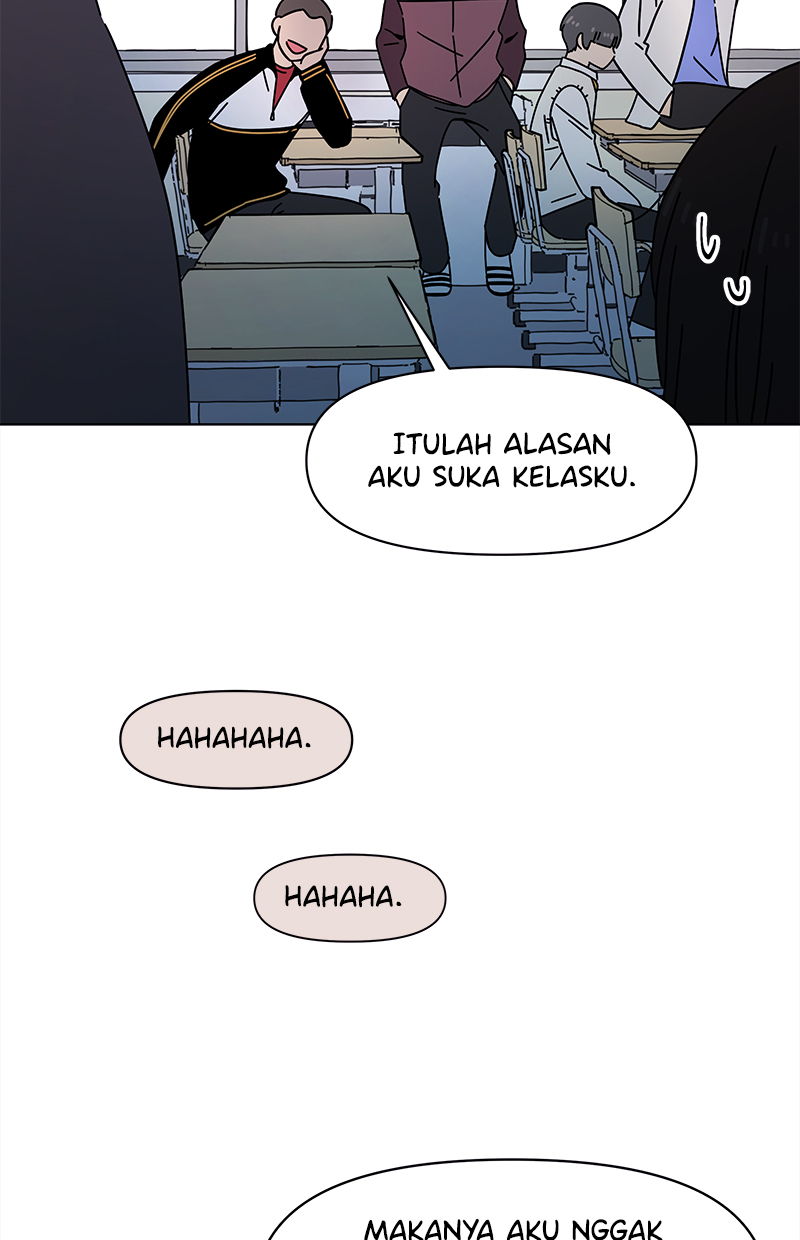 ITULAH ALASAN
AKU SUKA KELASKU.
HAHAHAHA.
HAHAHA.
MAKANYA AKU NGGAK